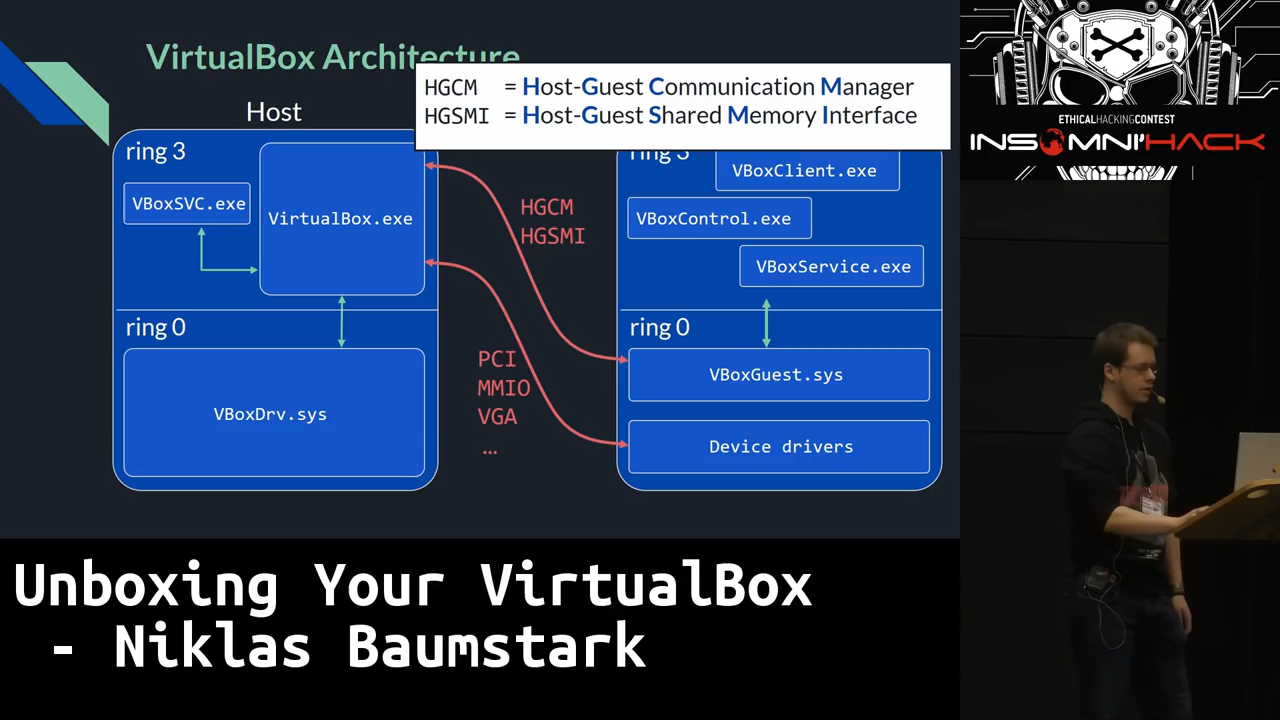 VirtualBox Architecture
HGCM = Host-Guest Communication Manager
HGSMI = Host-Guest Shared Memory Interface
Host
ring 3
VBoxSVC.exe
VirtualBox.exe
ring 0
VBoxDrv.sys
HGCM
HGSMI
PCI
MMIO
VGA
…
ring 3
VBoxClient.exe
VBoxControl.exe
VBoxService.exe
ring 0
VBoxGuest.sys
Device drivers
ETHICALHACKINGCONTEST
INSOMNI'HACK
Unboxing Your VirtualBox
- Niklas Baumstark